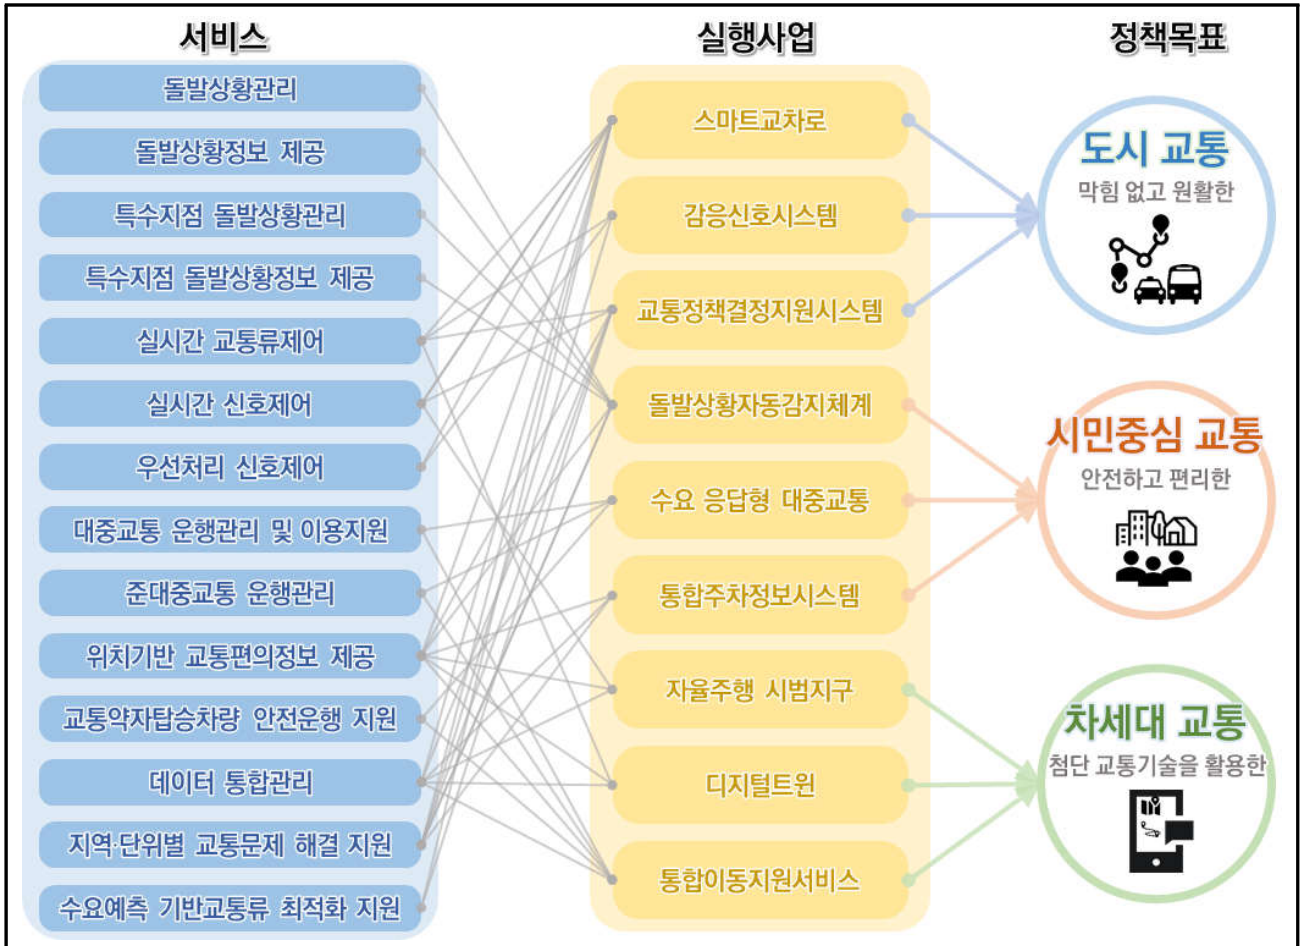 서비스
돌발상황관리
돌발상황정보 제공
특수지점 돌발상황관리
특수지점 돌발상황정보 제공
실시간 교통류제어
실시간 신호제어
우선처리 신호제어
대중교통 운행관리 및 이용지원
준대중교통 운행관리
위치기반 교통편의정보 제공
교통약자탑승차량 안전운행 지원
데이터 통합관리
지역·단위별 교통문제 해결 지원
수요예측 기반교통류 최적화 지원
실행사업
스마트교차로
감응신호시스템
교통정책결정지원시스템
돌발상황자동감지체계
수요 응답형 대중교통
통합주차정보시스템
자율주행 시범지구
디지털트윈
통합이동지원서비스
정책목표
도시 교통
막힘 없고 원활한
시민중심 교통
안전하고 편리한
차세대 교통
첨단 교통기술을 활용한